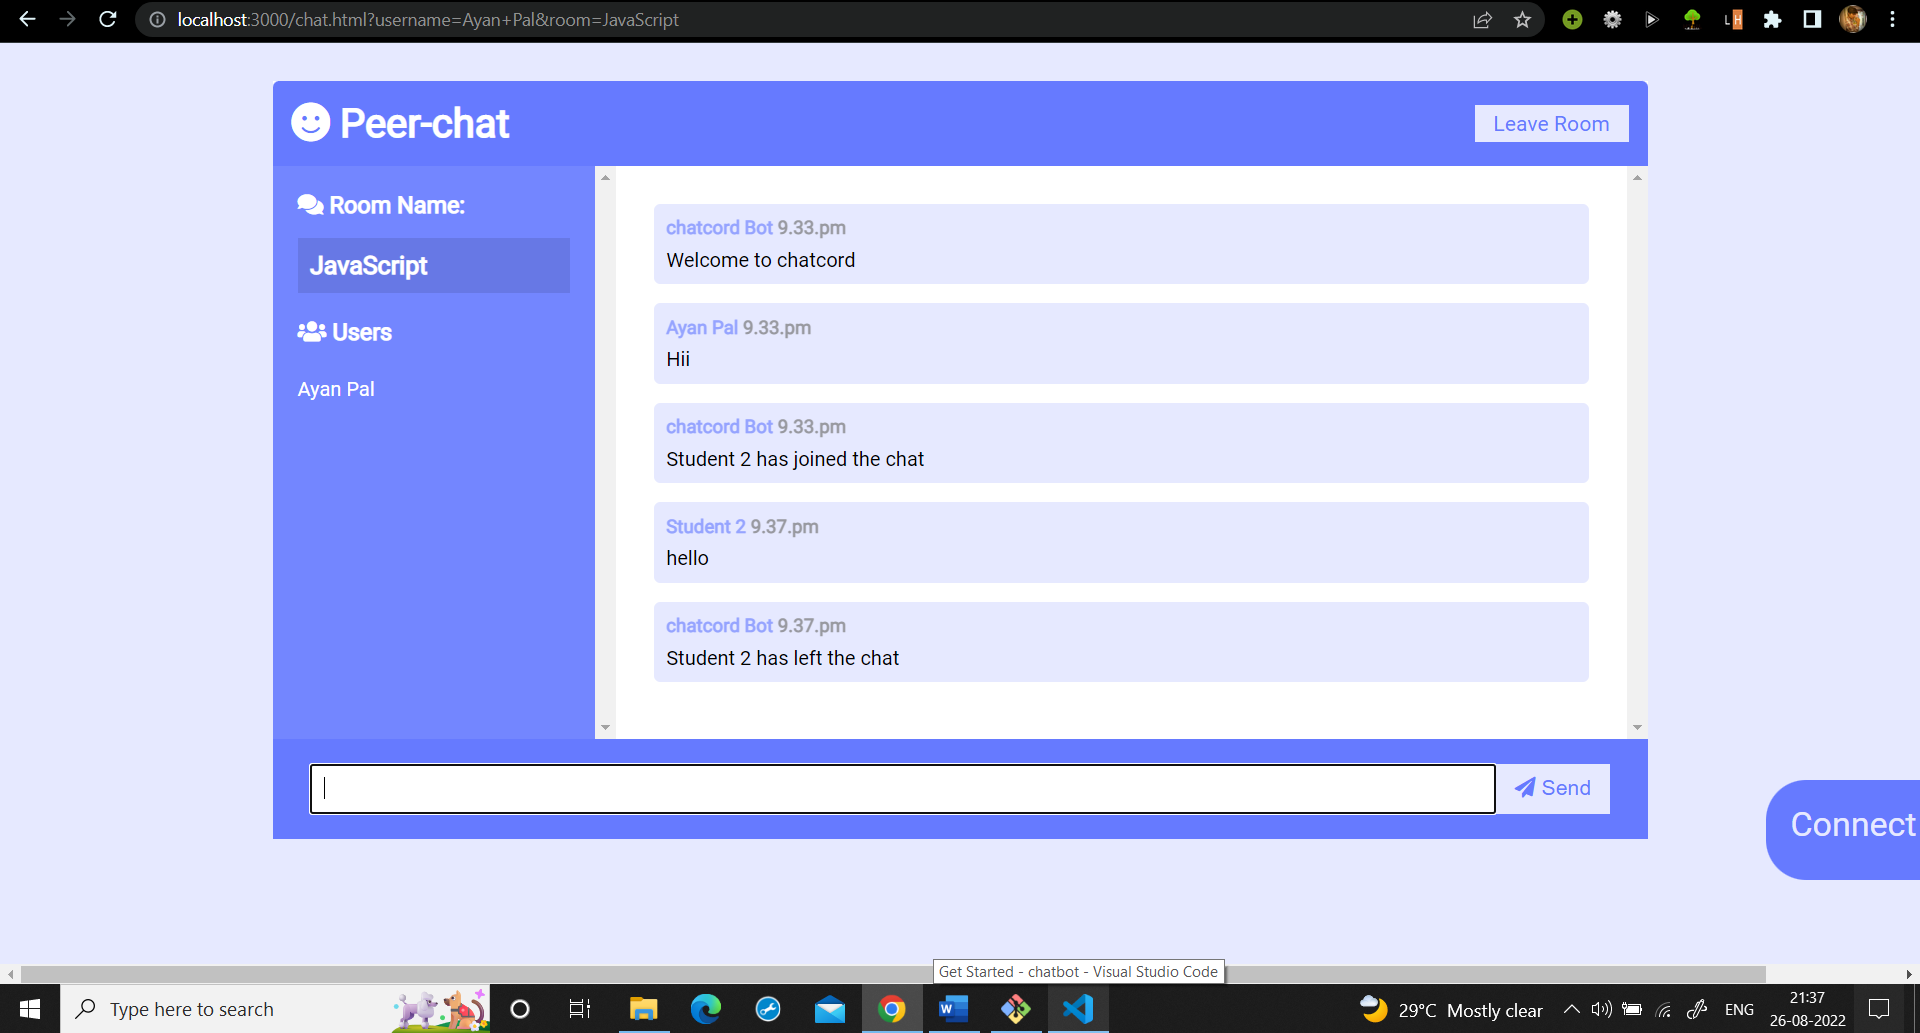 localhost:3000/chat.html?username=Ayan+Pal&room=JavaScript
LH
Peer-chat
Leave Room
Room Name:
JavaScript
Users
Ayan Pal
chatcord Bot 9.33.pm
Welcome to chatcord
Ayan Pal 9.33.pm
Hii
chatcord Bot 9.33.pm
Student 2 has joined the chat
Student 2 9.37.pm
hello
chatcord Bot 9.37.pm
Student 2 has left the chat
Send
Connect
Get Started - chatbot - Visual Studio Code
Type here to search
W
29°C Mostly clear
ENG
21:37
26-08-2022